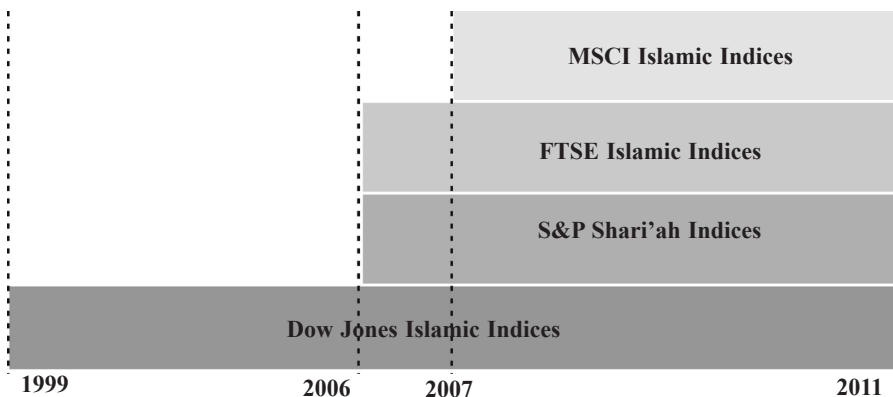 MSCI Islamic Indices
FTSE Islamic Indices
S&P Shari’ah Indices
Dow Jones Islamic Indices
1999 2006 2007 2011